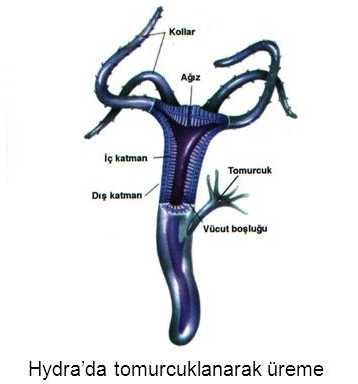 Kollar
Ağız
İç katman
Tomurcuk
Dış katman
Vücut boşluğu
Hydra'da tomurcuklanarak üreme